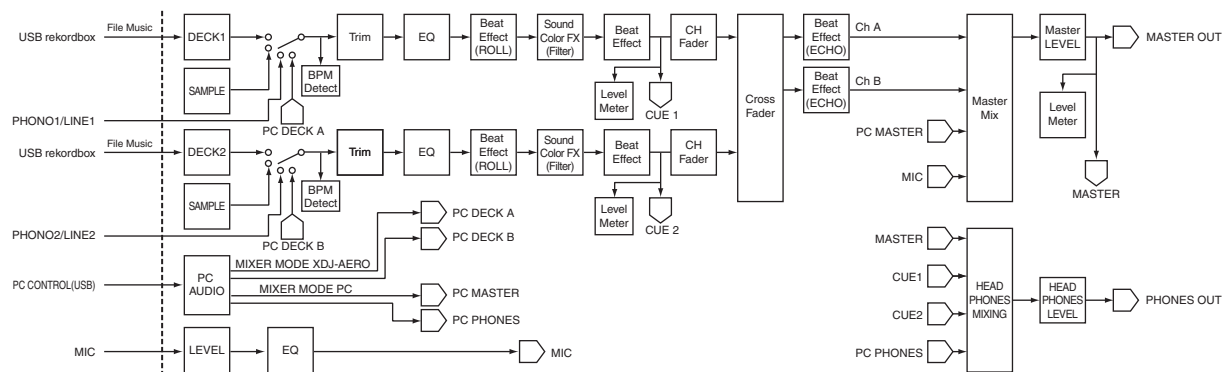 USB rekordbox
File Music
DECK1
Trim
EQ
Beat
Effect
(ROLL)
Sound
Color FX
(Filter)
Beat
Effect
CH
Fader
Beat
Effect
(ECHO)
Ch A
Master
LEVEL
MASTER OUT
SAMPLE
BPM
Detect
Level
Meter
CUE 1
Cross
Fader
Beat
Effect
(ECHO)
Ch B
Master
Mix
Level
Meter
PHONO1/LINE1
PC DECK A
PC MASTER
USB rekordbox
File Music
DECK2
Trim
EQ
Beat
Effect
(ROLL)
Sound
Color FX
(Filter)
Beat
Effect
CH
Fader
MIC
MASTER
SAMPLE
BPM
Detect
Level
Meter
CUE 2
PHONO2/LINE2
PC DECK B
PC DECK A
PC DECK B
MASTER
PC CONTROL(USB)
PC
AUDIO
MIXER MODE XDJ-AERO
MIXER MODE PC
PC MASTER
PC PHONES
CUE1
CUE2
PC PHONES
HEAD
PHONES
MIXING
HEAD
PHONES
LEVEL
PHONES OUT
MIC
LEVEL
EQ
MIC